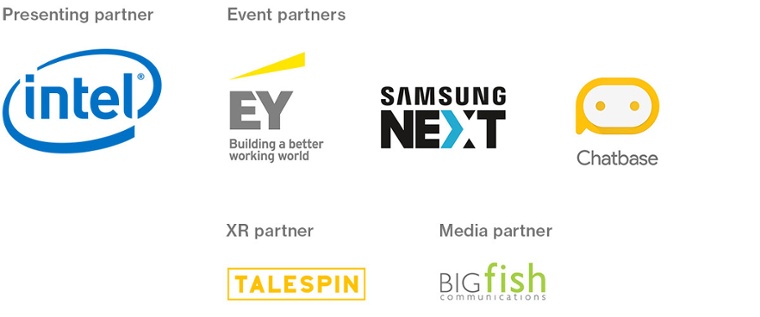 Presenting partner
Event partners
intel®
EY
Building a better
working world
SAMSUNG
NEXT
Chatbase
XR partner
Media partner
TALESPIN
BIGfish
communications